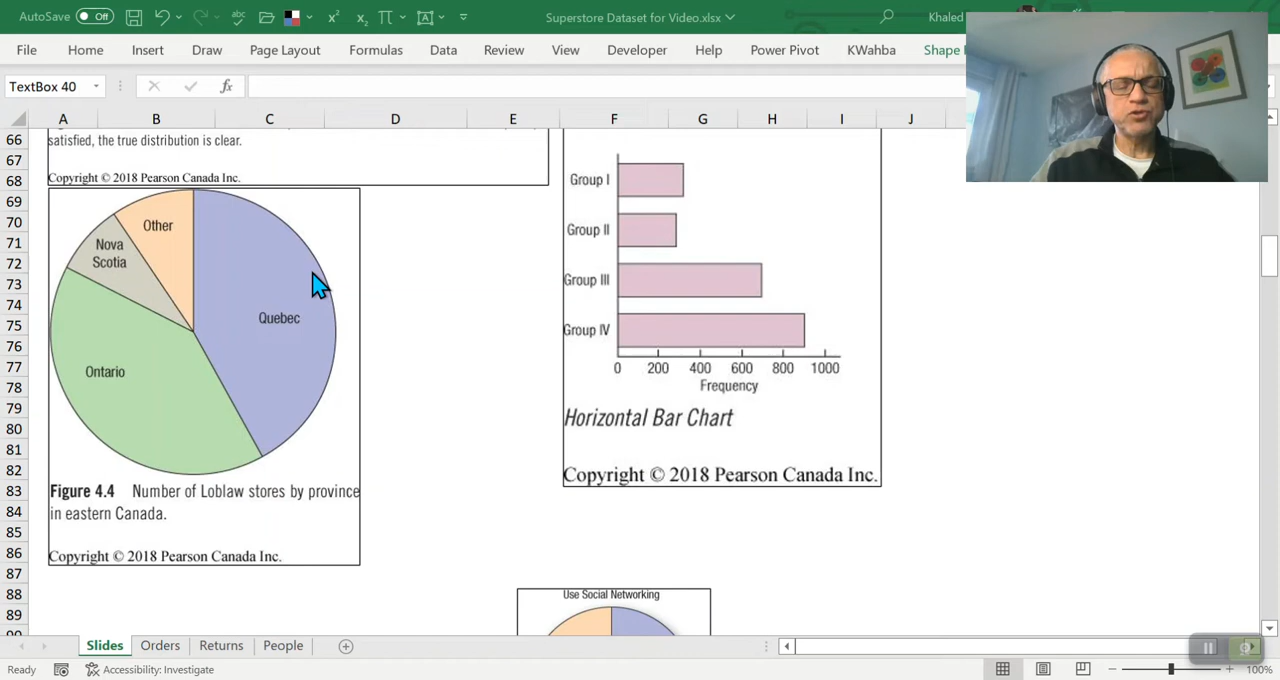 AutoSave Off
Superstore Dataset for Video.xlsx
Khaled
File Home Insert Draw Page Layout Formulas Data Review View Developer Help Power Pivot KWahba
TextBox 40
fx
A B C D E F G H I J
66
67
68
69
70
71
72
73
74
75
76
77
78
79
80
81
82
83
84
85
86
87
88
89
satisfied, the true distribution is clear.
Copyright © 2018 Pearson Canada Inc.
Other
Nova
Scotia
Quebec
Ontario
Figure 4.4 Number of Loblaw stores by province
in eastern Canada.
Copyright © 2018 Pearson Canada Inc.
Group I
Group II
Group III
Group IV
0 200 400 600 800 1000
Frequency
Horizontal Bar Chart
Copyright © 2018 Pearson Canada Inc.
Use Social Networking
Slides Orders Returns People
Ready
Accessibility: Investigate
100%